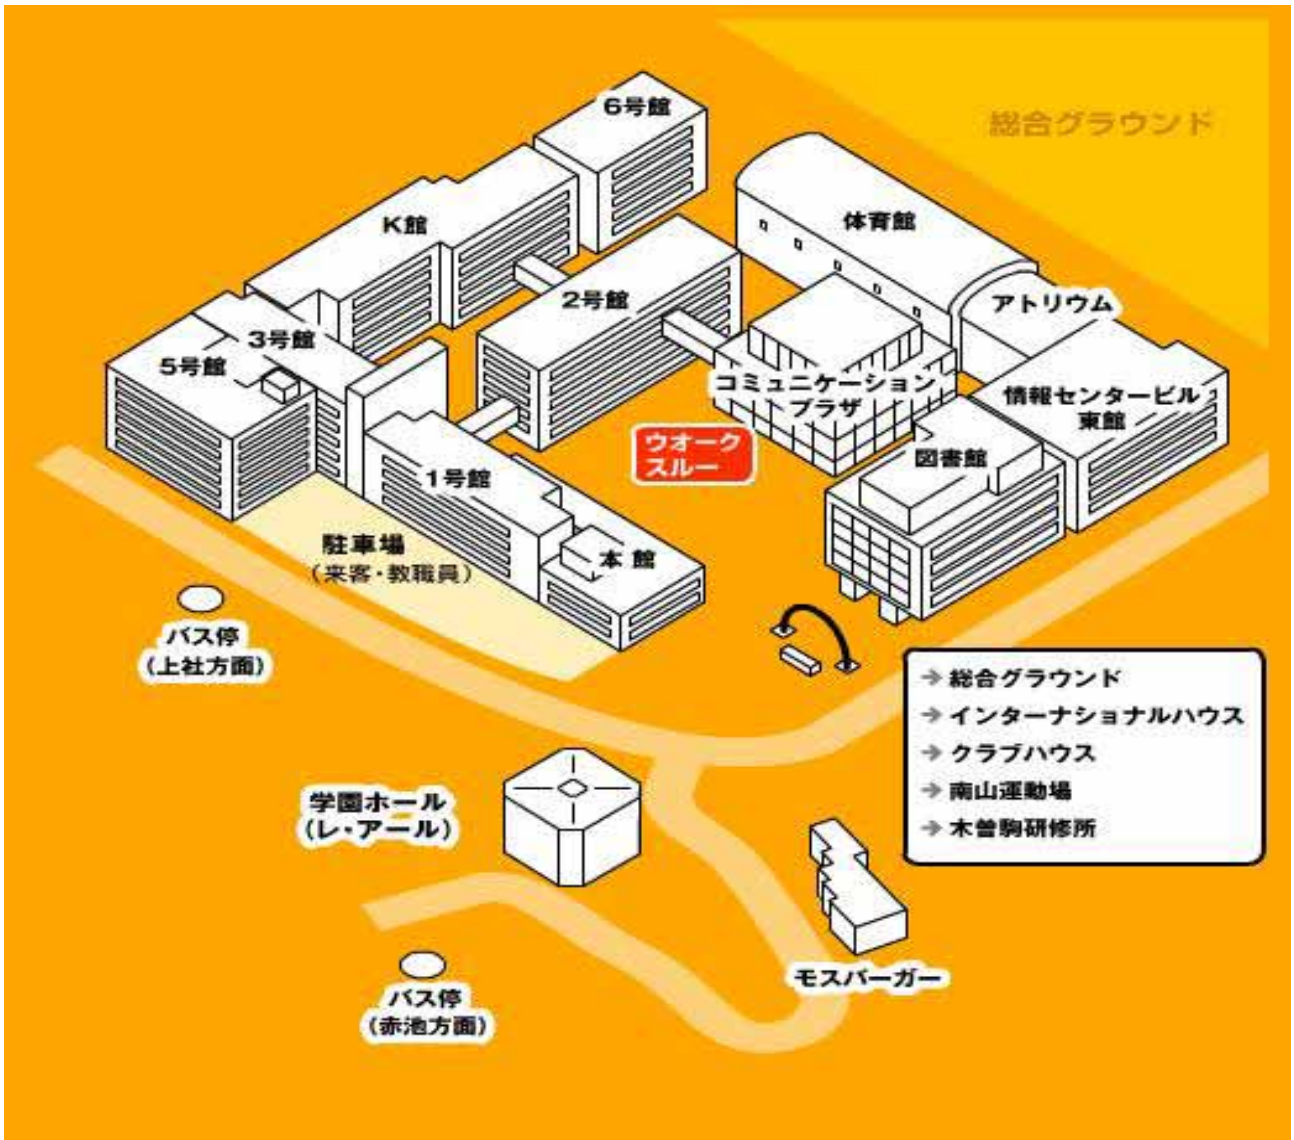 6号館
総合グラウンド
K館
体育館
2号館
アトリウム
3号館
5号館
コミュニケーション
プラザ
情報センタービル
東館
ウオーク
スルー
図書館
1号館
本館
駐車場
(来客・教職員)
バス停
(上社方面)
→ 総合グラウンド
→ インターナショナルハウス
→ クラブハウス
→ 南山運動場
→ 木曽駒研修所
学園ホール
(レ・アール)
モスバーガー
バス停
(赤池方面)